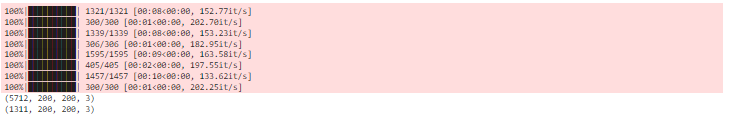 100%|██████████| 1321/1321 [00:08<00:00, 152.77it/s]
100%|██████████| 300/300 [00:01<00:00, 202.70it/s]
100%|██████████| 1339/1339 [00:08<00:00, 153.23it/s]
100%|██████████| 306/306 [00:01<00:00, 182.95it/s]
100%|██████████| 1595/1595 [00:09<00:00, 163.58it/s]
100%|██████████| 405/405 [00:02<00:00, 197.55it/s]
100%|██████████| 1457/1457 [00:10<00:00, 133.62it/s]
100%|██████████| 300/300 [00:01<00:00, 202.25it/s]
(5712, 200, 200, 3)
(1311, 200, 200, 3)